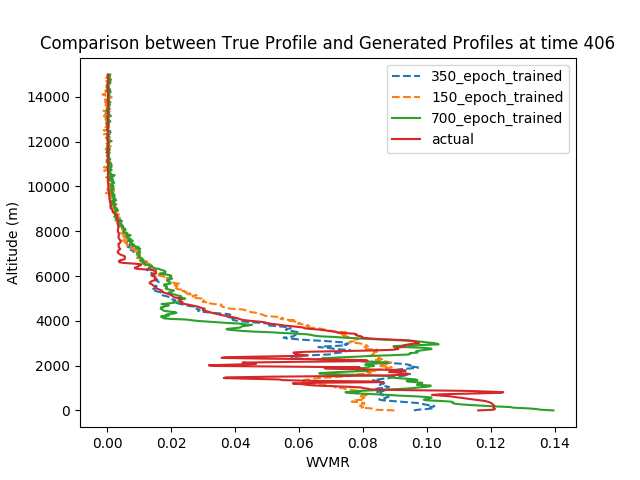 Comparison between True Profile and Generated Profiles at time 406
350_epoch_trained
150_epoch_trained
700_epoch_trained
actual
Altitude (m)
14000
12000
10000
8000
6000
4000
2000
0
0.00 0.02 0.04 0.06 0.08 0.10 0.12 0.14
WVMR